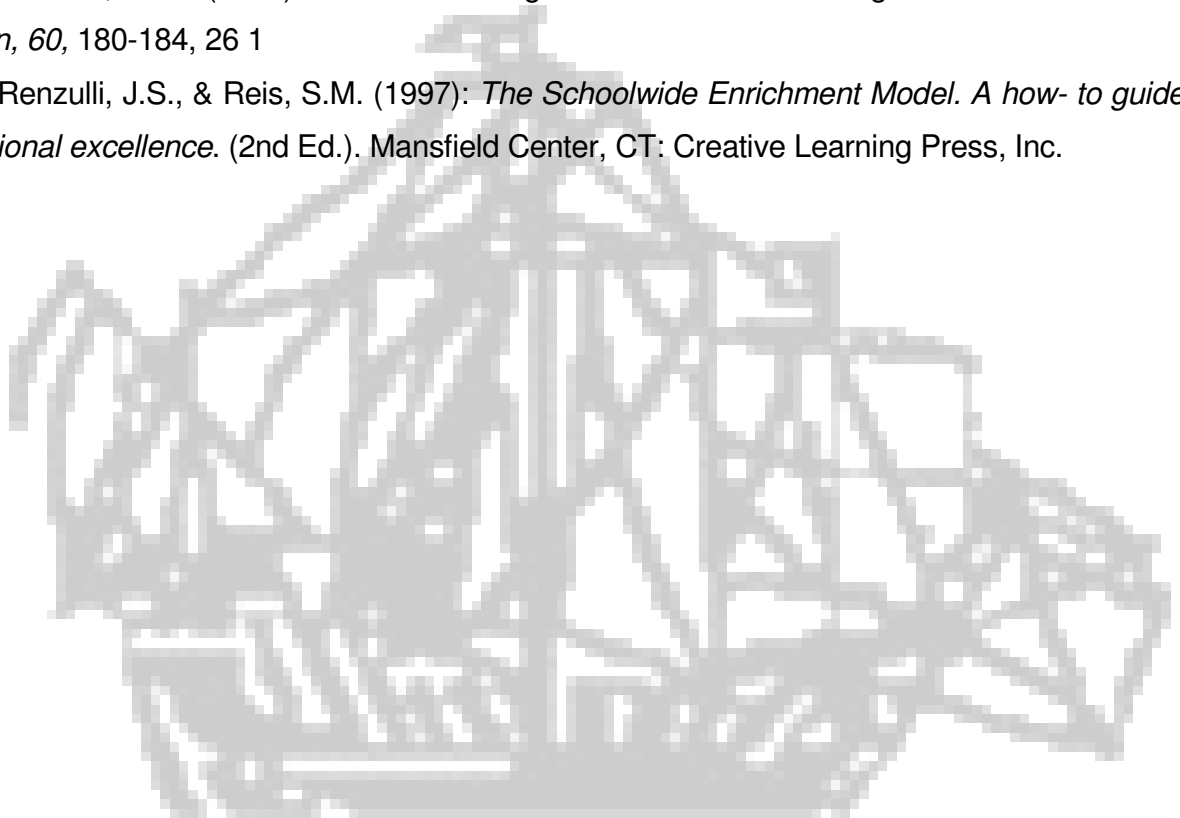 n, 60, 180-184, 26 1
Renzulli, J.S., & Reis, S.M. (1997): The Schoolwide Enrichment Model. A how- to guide
ional excellence. (2nd Ed.). Mansfield Center, CT: Creative Learning Press, Inc.